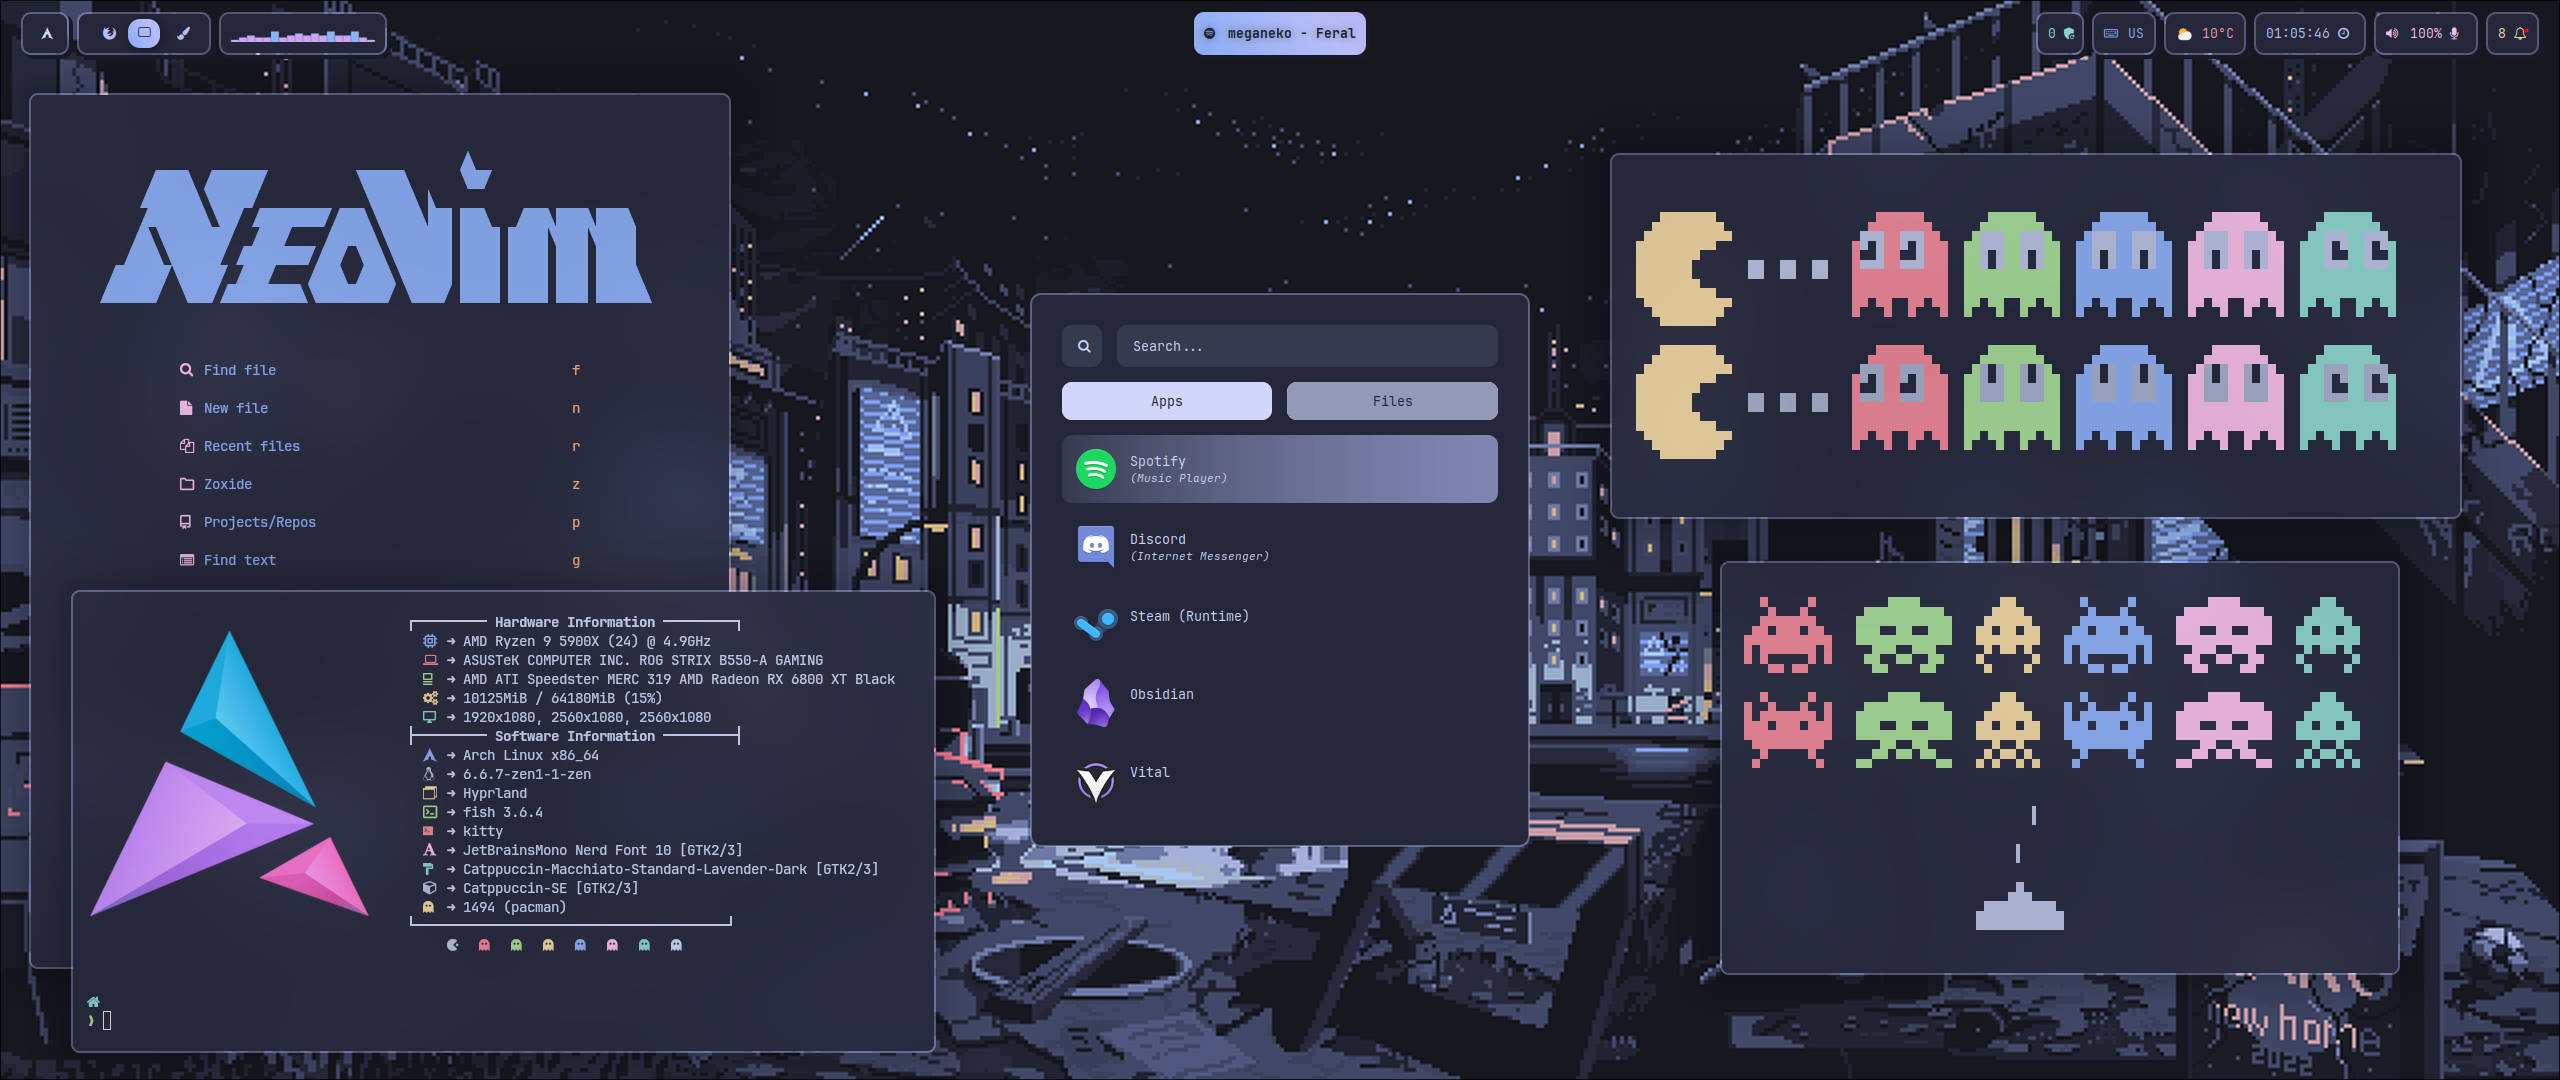 meganeko - Feral
0
US
10°C
01:05:46
100%
8
Neovim
Find file f
New file n
Recent files r
Zoxide z
Projects/Repos p
Find text g
Hardware Information
AMD Ryzen 9 5900X (24) @ 4.9GHz
ASUSTeK COMPUTER INC. ROG STRIX B550-A GAMING
AMD ATI Speedster MERC 319 AMD Radeon RX 6800 XT Black
10125MiB / 64180MiB (15%)
1920x1080, 2560x1080, 2560x1080
Software Information
Arch Linux x86_64
6.6.7-zen1-1-zen
Hyprland
fish 3.6.4
kitty
JetBrainsMono Nerd Font 10 [GTK2/3]
Catppuccin-Macchiato-Standard-Lavender-Dark [GTK2/3]
Catppuccin-SE [GTK2/3]
1494 (pacman)
Search...
Apps Files
Spotify
(Music Player)
Discord
(Internet Messenger)
Steam (Runtime)
Obsidian
Vital
2022